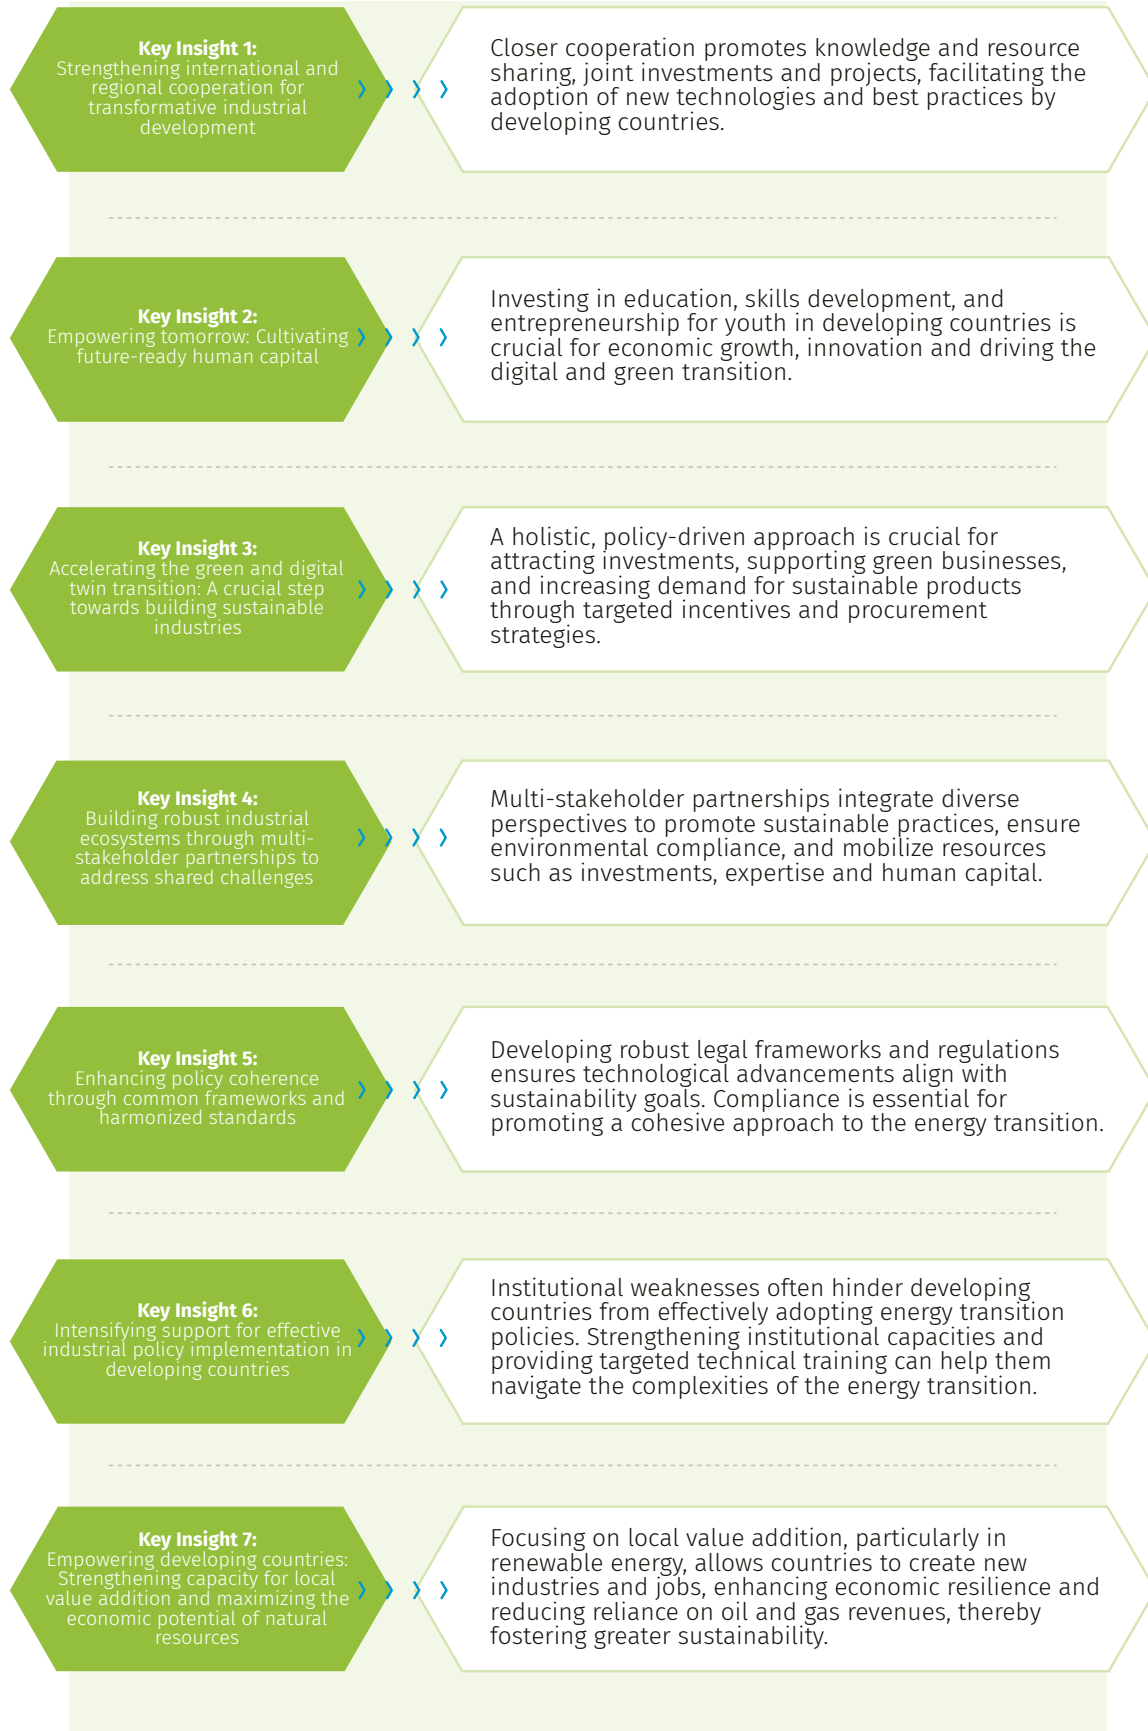 Key Insight 1:
Strengthening international and
regional cooperation for
transformative industrial
development
Closer cooperation promotes knowledge and resource
sharing, joint investments and projects, facilitating the
adoption of new technologies and best practices by
developing countries.
Key Insight 2:
Empowering tomorrow: Cultivating
future-ready human capital
Investing in education, skills development, and
entrepreneurship for youth in developing countries is
crucial for economic growth, innovation and driving the
digital and green transition.
Key Insight 3:
Accelerating the green and digital
twin transition: A crucial step
towards building sustainable
industries
A holistic, policy-driven approach is crucial for
attracting investments, supporting green businesses,
and increasing demand for sustainable products
through targeted incentives and procurement
strategies.
Key Insight 4:
Building robust industrial
ecosystems through multi-
stakeholder partnerships to
address shared challenges
Multi-stakeholder partnerships integrate diverse
perspectives to promote sustainable practices, ensure
environmental compliance, and mobilize resources
such as investments, expertise and human capital.
Key Insight 5:
Enhancing policy coherence
through common frameworks and
harmonized standards
Developing robust legal frameworks and regulations
ensures technological advancements align with
sustainability goals. Compliance is essential for
promoting a cohesive approach to the energy transition.
Key Insight 6:
Intensifying support for effective
industrial policy implementation in
developing countries
Institutional weaknesses often hinder developing
countries from effectively adopting energy transition
policies. Strengthening institutional capacities and
providing targeted technical training can help them
navigate the complexities of the energy transition.
Key Insight 7:
Empowering developing countries:
Strengthening capacity for local
value addition and maximizing the
economic potential of natural
resources
Focusing on local value addition, particularly in
renewable energy, allows countries to create new
industries and jobs, enhancing economic resilience and
reducing reliance on oil and gas revenues, thereby
fostering greater sustainability.